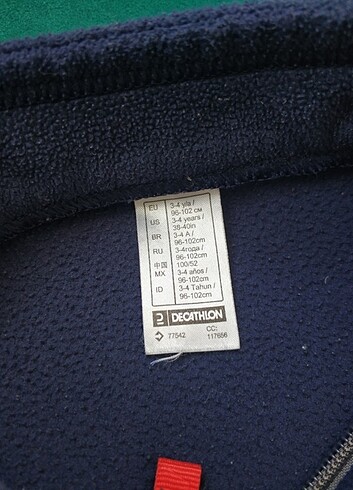 EU 3-4 y/a /
96-102 см
US 3-4 years /
38-40in
BR 3-4 A /
96-102cm
RU 3-4года /
96-102cm
中国 100/52
MX 3-4 años /
96-102cm
ID 3-4 Tahun /
96-102cm
DECATHLON
77542 CC:
117656